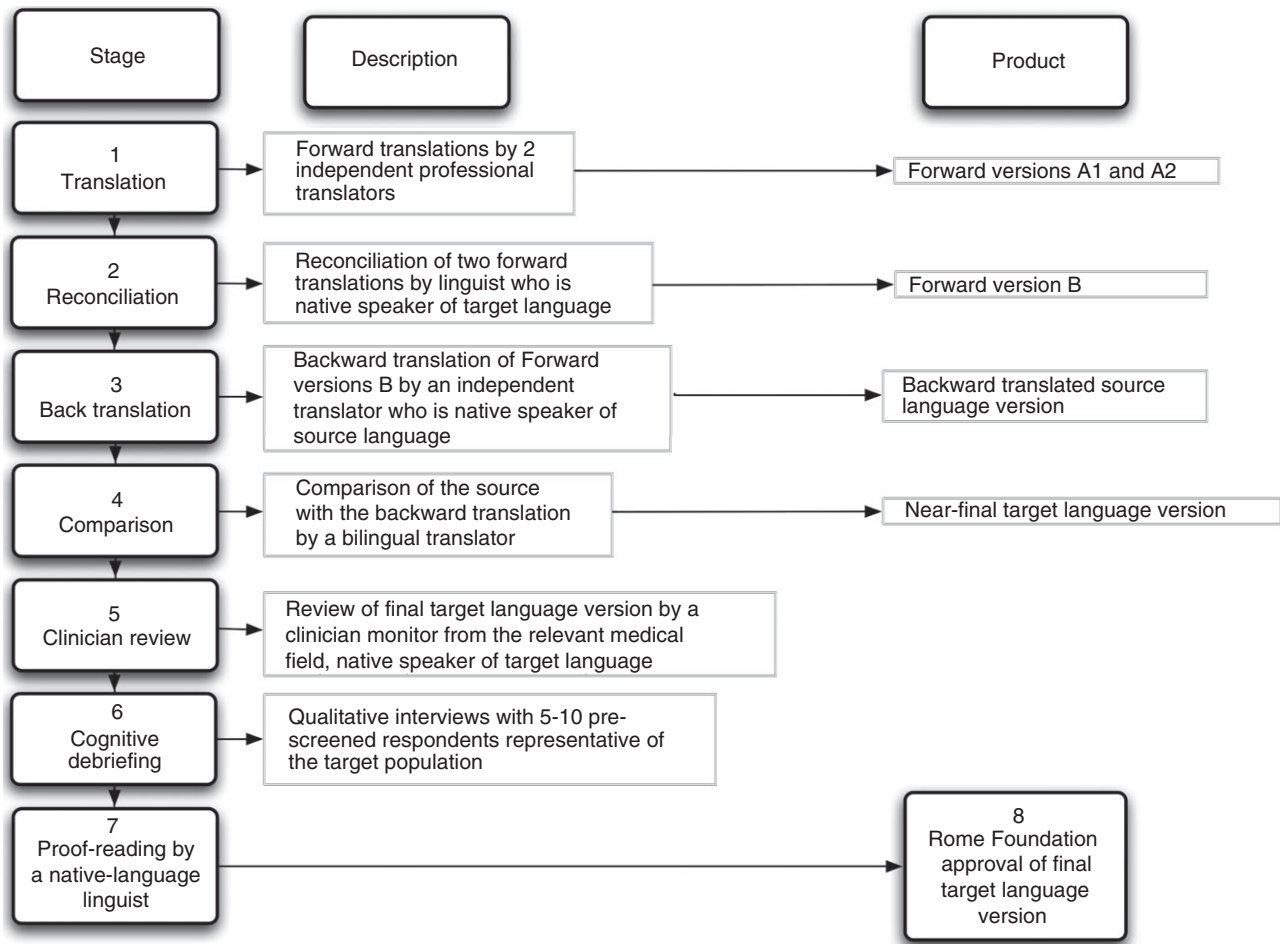 Stage
Description
Product
1
Translation
Forward translations by 2
independent professional
translators
Forward versions A1 and A2
2
Reconciliation
Reconciliation of two forward
translations by linguist who is
native speaker of target language
Forward version B
3
Back translation
Backward translation of Forward
versions B by an independent
translator who is native speaker of
source language
Backward translated source
language version
4
Comparison
Comparison of the source
with the backward translation
by a bilingual translator
Near-final target language version
5
Clinician review
Review of final target language version by a
clinician monitor from the relevant medical
field, native speaker of target language
6
Cognitive
debriefing
Qualitative interviews with 5-10 pre-
screened respondents representative of
the target population
7
Proof-reading by
a native-language
linguist
8
Rome Foundation
approval of final
target language
version